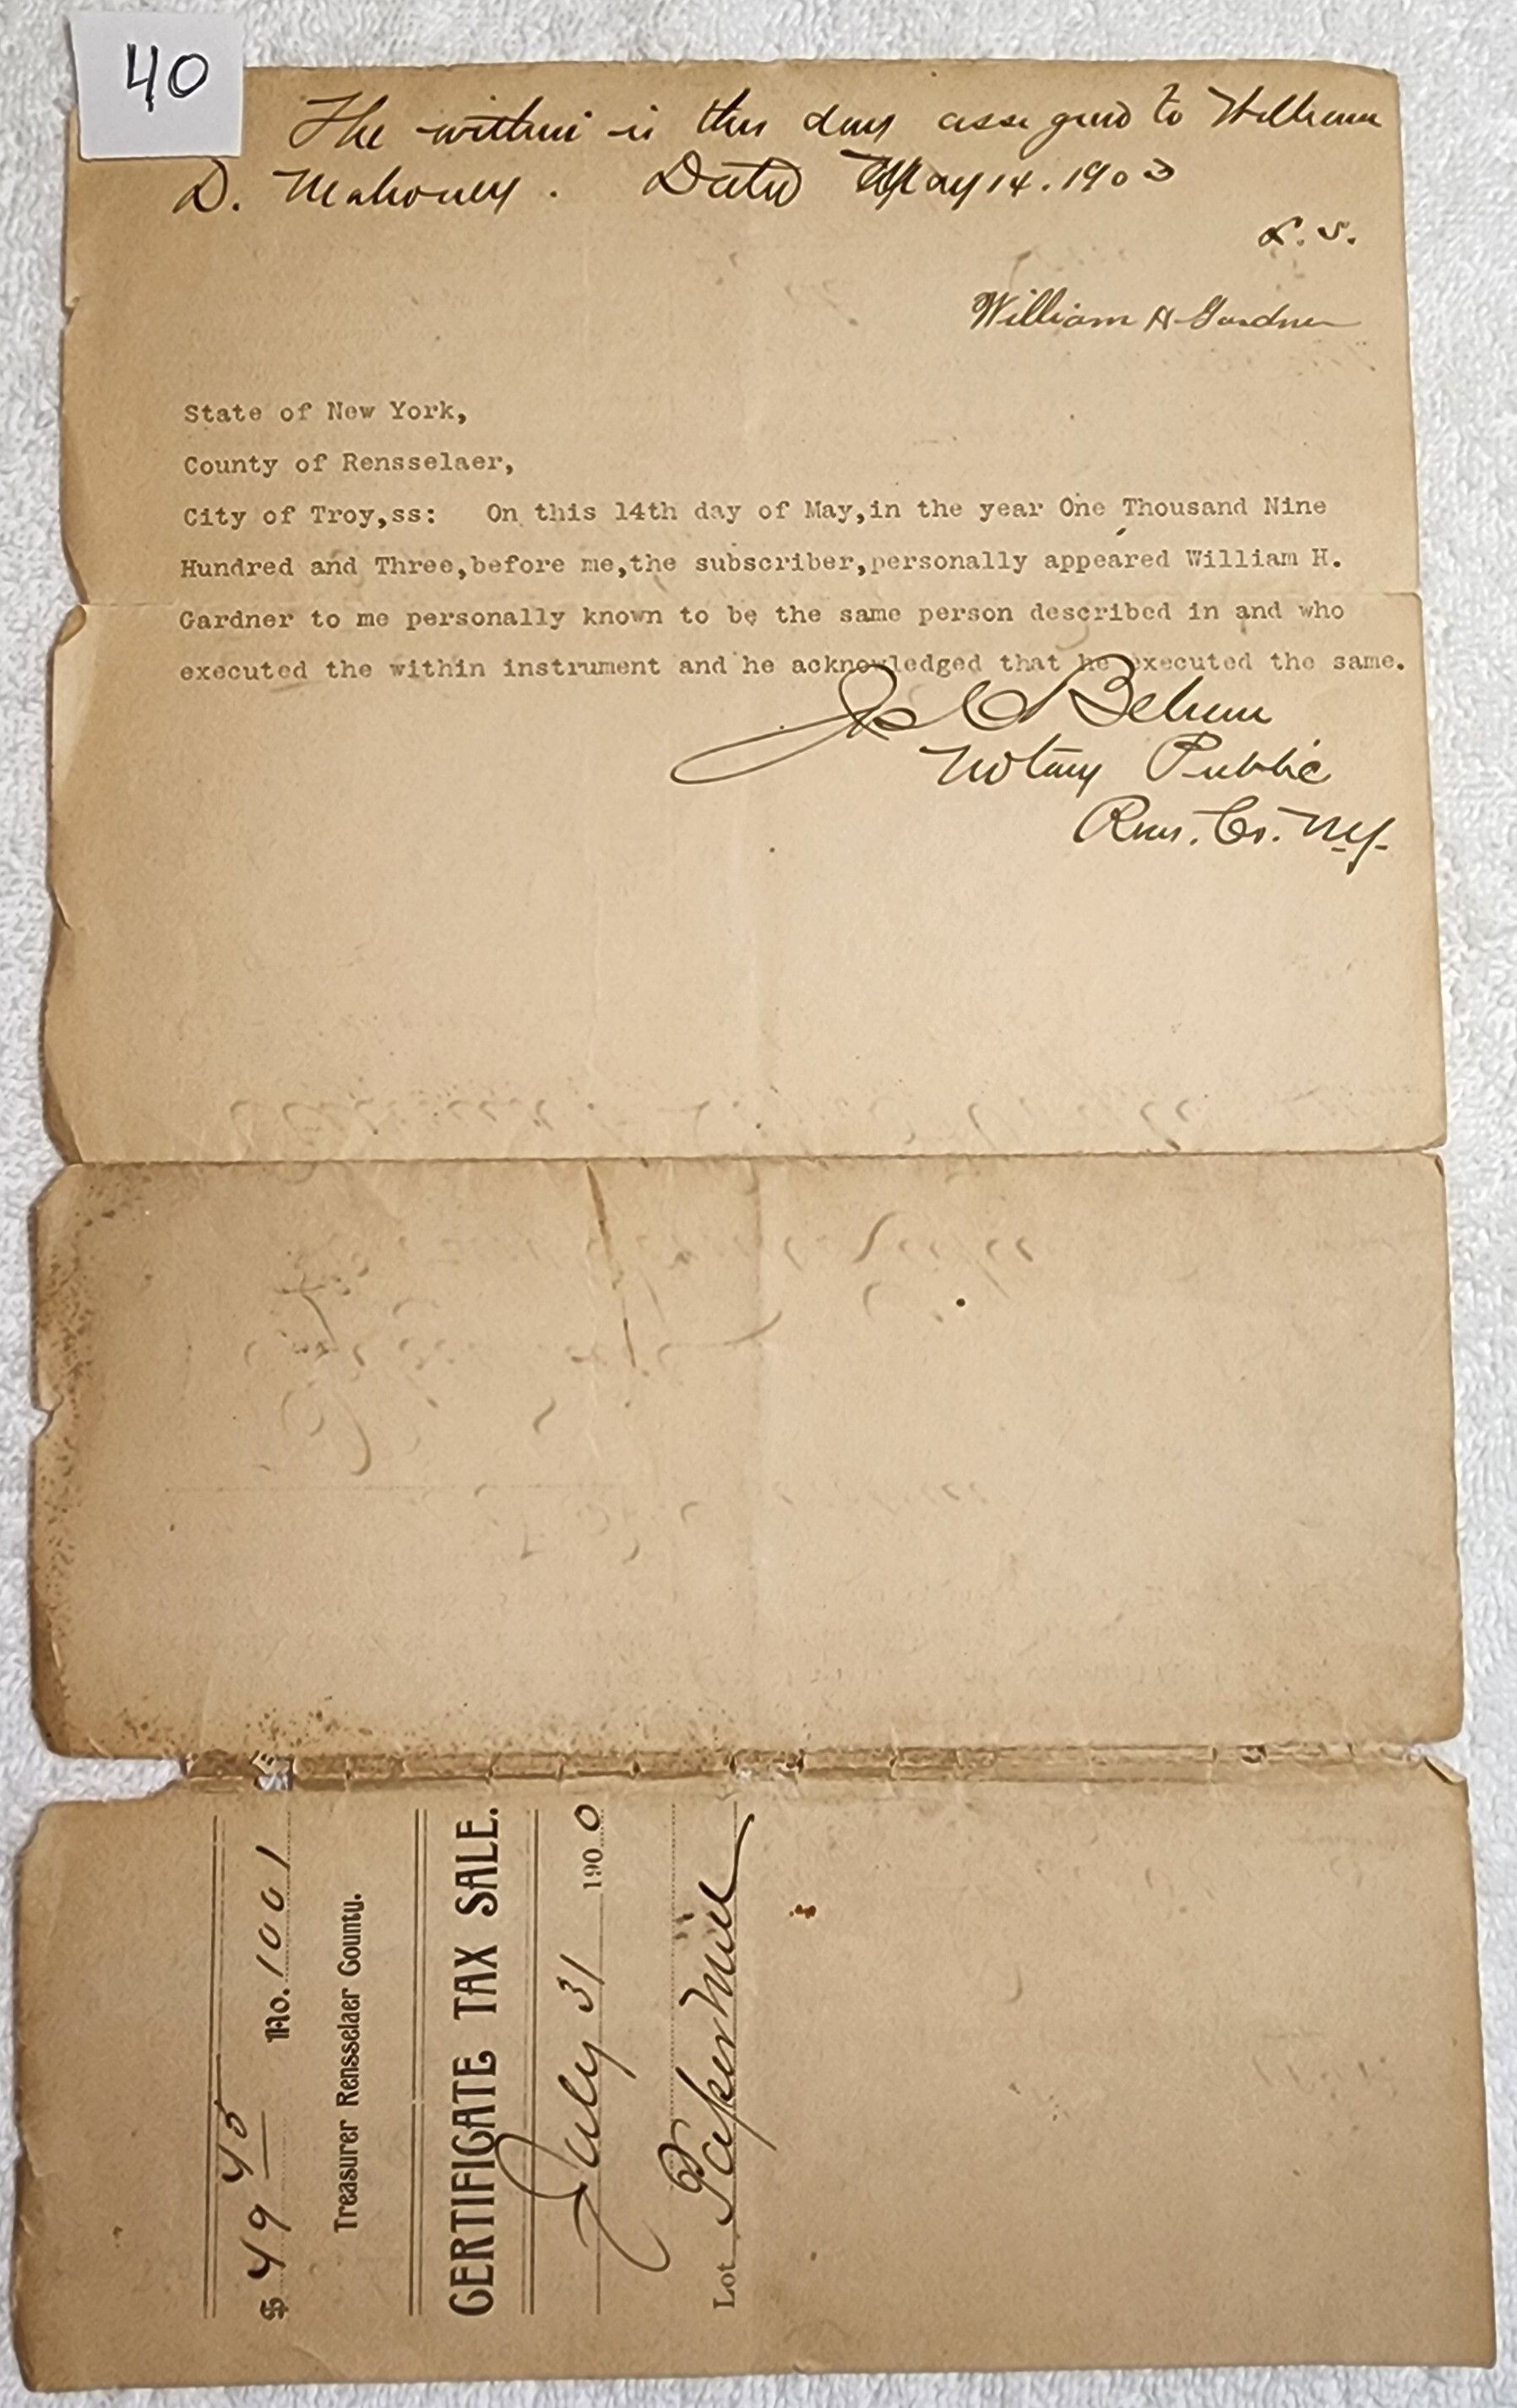 40
The within is this day assigned to William
D. Mahoney. Dated May 14. 1903
L. S.
William H Gardner
State of New York,
County of Rensselaer,
City of Troy,ss: On this 14th day of May,in the year One Thousand Nine
Hundred and Three,before me,the subscriber,personally appeared William H.
Gardner to me personally known to be the same person described in and who
executed the within instrument and he acknowledged that he executed the same.
Notary Public
Rens. Co. N.Y.
$ 49 45 No. 1001
Treasurer Rensselaer County.
CERTIFICATE TAX SALE.
July 31 1900
Lot Paper Mill